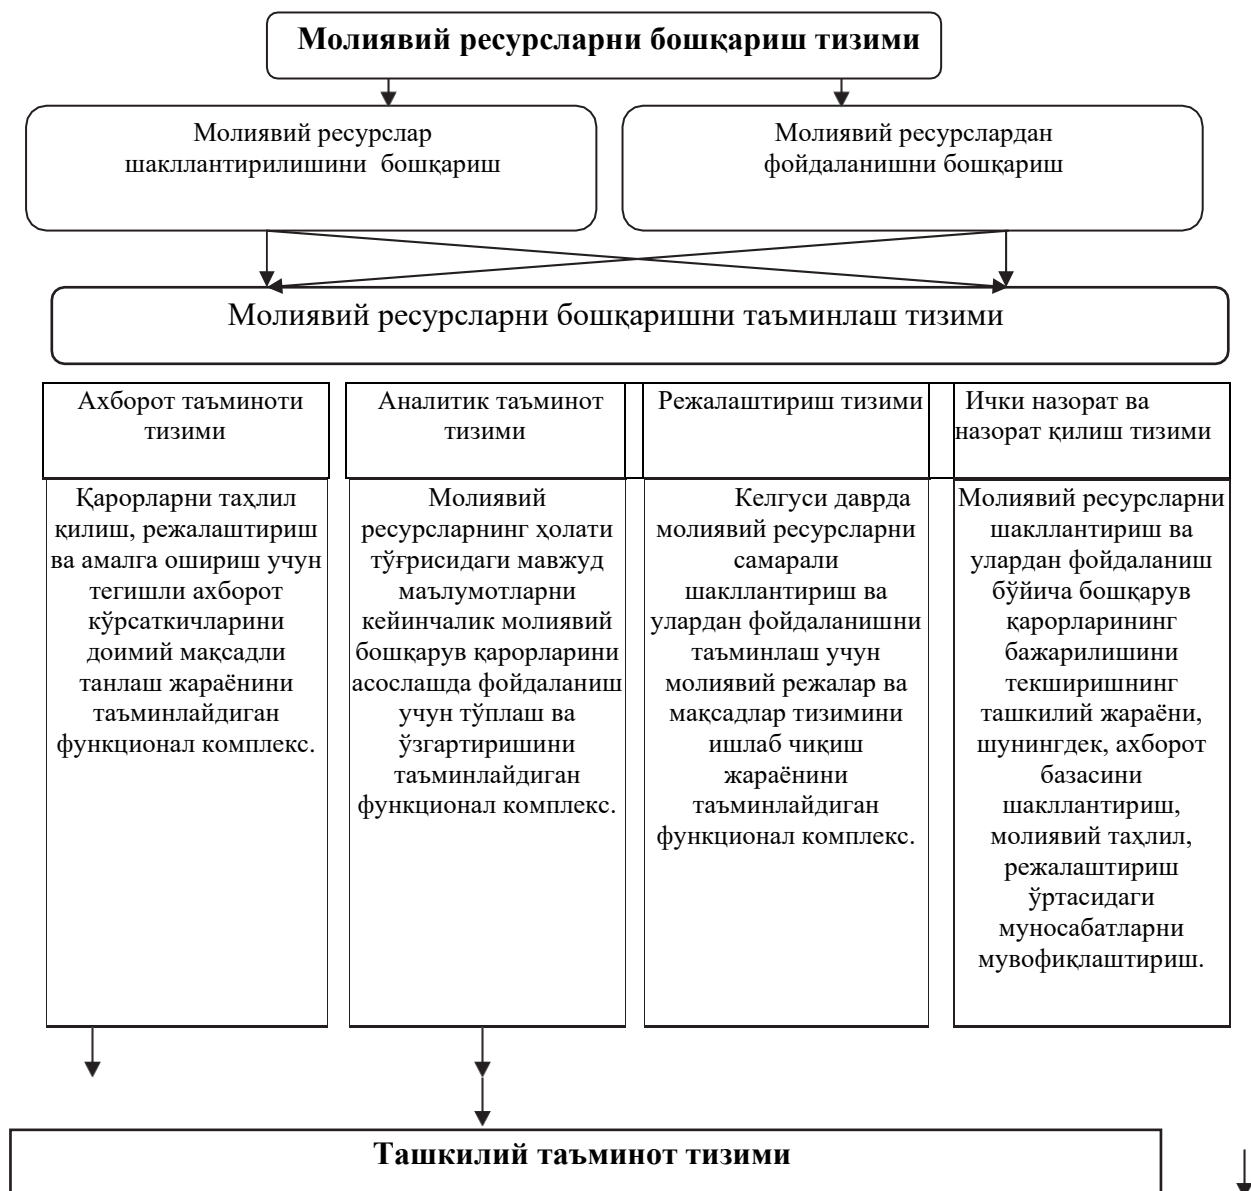 Молиявий ресурсларни бошқариш тизими
Молиявий ресурслар
шакллантирилишини бошқариш
Молиявий ресурслардан
фойдаланишни бошқариш
Молиявий ресурсларни бошқаришни таъминлаш тизими
Ахборот таъминоти
тизими
Аналитик таъминот
тизими
Режалаштириш тизими
Ички назорат ва
назорат қилиш тизими
Қарорларни таҳлил
қилиш, режалаштириш
ва амалга ошириш учун
тегишли ахборот
кўрсаткичларини
доимий мақсадли
танлаш жараёнини
таъминлайдиган
функционал комплекс.
Молиявий
ресурсларнинг ҳолати
тўғрисидаги мавжуд
маълумотларни
кейинчалик молиявий
бошқарув қарорларини
асослашда фойдаланиш
учун тўплаш ва
ўзгартиришини
таъминлайдиган
функционал комплекс.
Келгуси даврда
молиявий ресурсларни
самарали
шакллантириш ва
улардан фойдаланишни
таъминлаш учун
молиявий режалар ва
мақсадлар тизимини
ишлаб чиқиш
жараёнини
таъминлайдиган
функционал комплекс.
Молиявий ресурсларни
шакллантириш ва
улардан фойдаланиш
бўйича бошқарув
қарорларининг
бажарилишини
текширишнинг
ташкилий жараёни,
шунингдек, ахборот
базасини
шакллантириш,
молиявий таҳлил,
режалаштириш
ўртасидаги
муносабатларни
мувофиқлаштириш.
Ташкилий таъминот тизими